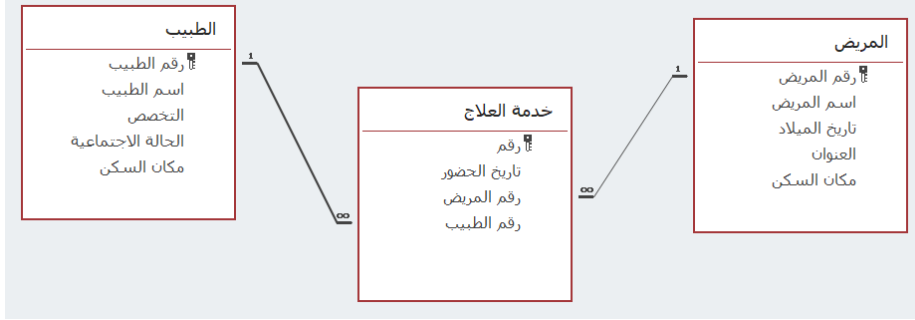 المريض
رقم المريض
اسم المريض
تاريخ الميلاد
العنوان
مكان السكن
1
∞
خدمة العلاج
رقم
تاريخ الحضور
رقم المريض
رقم الطبيب
الطبيب
رقم الطبيب
اسم الطبيب
التخصص
الحالة الاجتماعية
مكان السكن
1
∞